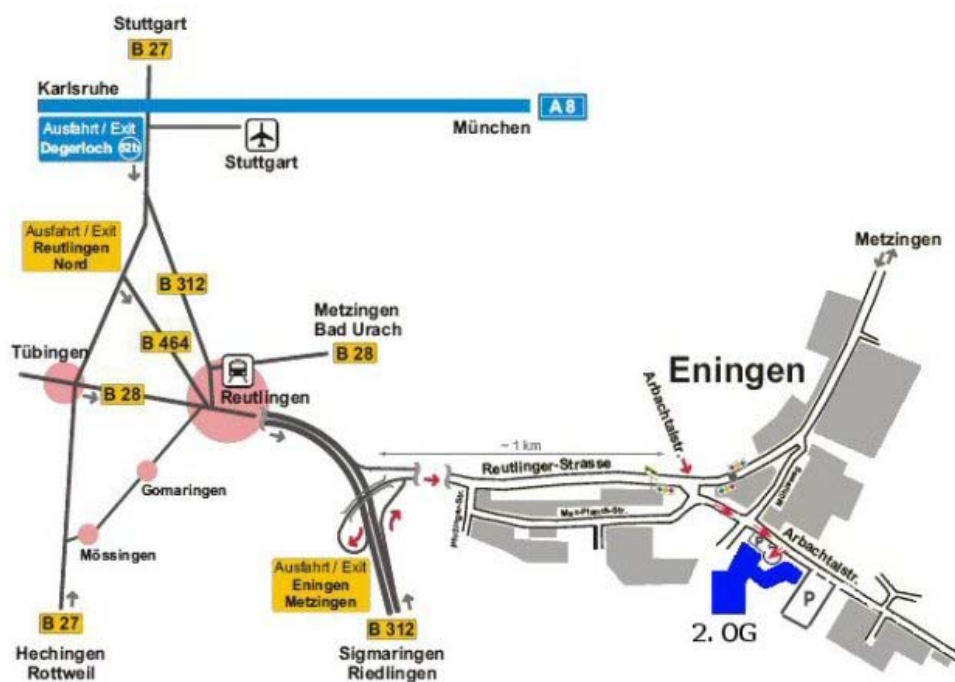 Stuttgart
B 27
Karlsruhe
A 8
München
Ausfahrt / Exit
Degerloch 52b
Stuttgart
Ausfahrt / Exit
Reutlingen
Nord
B 312
B 464
Metzingen
Bad Urach
B 28
Tübingen
B 28
Reutlingen
Gomaringen
Mössingen
B 27
Hechingen
Rottweil
Ausfahrt / Exit
Eningen
Metzingen
B 312
Sigmaringen
Riedlingen
Metzingen
Eningen
Arbachtalstr.
~ 1 km
Reutlinger-Strasse
Max-Planck-Str.
Mühleweg
Arbachtalstr.
P
P
2. OG